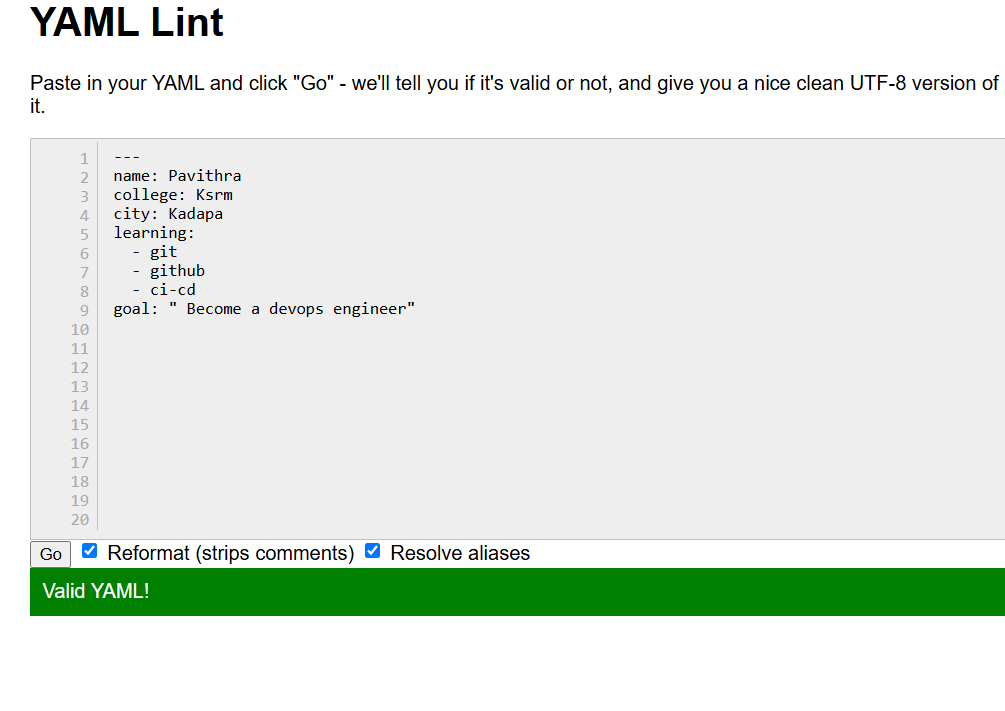 YAML Lint
Paste in your YAML and click "Go" - we'll tell you if it's valid or not, and give you a nice clean UTF-8 version of
it.
1 ---
2 name: Pavithra
3 college: Ksrm
4 city: Kadapa
5 learning:
6   - git
7   - github
8   - ci-cd
9 goal: " Become a devops engineer"
10
11
12
13
14
15
16
17
18
19
20
Go Reformat (strips comments) Resolve aliases
Valid YAML!